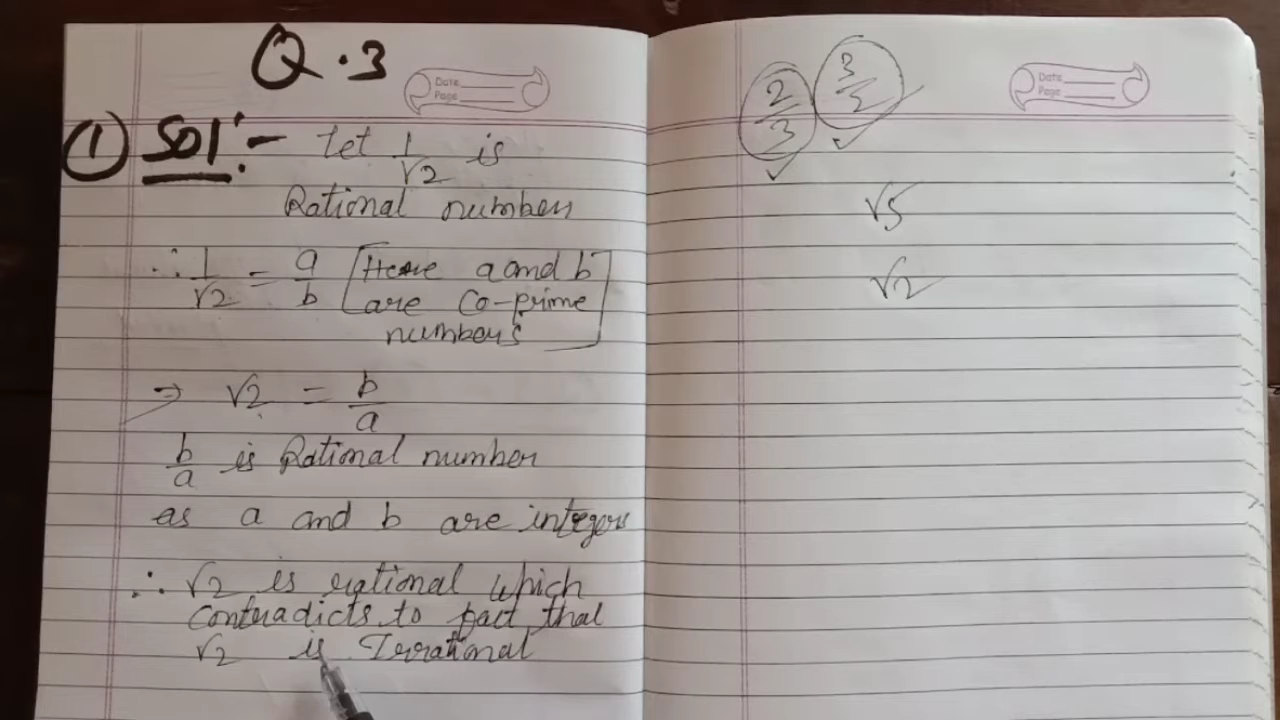 Q.3
Date
Page
① Sol:- let 1/√2 is
Rational number
∴ 1/√2 = a/b [Here a and b
are Co-prime
numbers]
⇒ √2 = b/a
b/a is Rational number
as a and b are integers
∴ √2 is rational which
Contradicts to fact that
√2 is Irrational
2/3
Date
Page
√5
√2